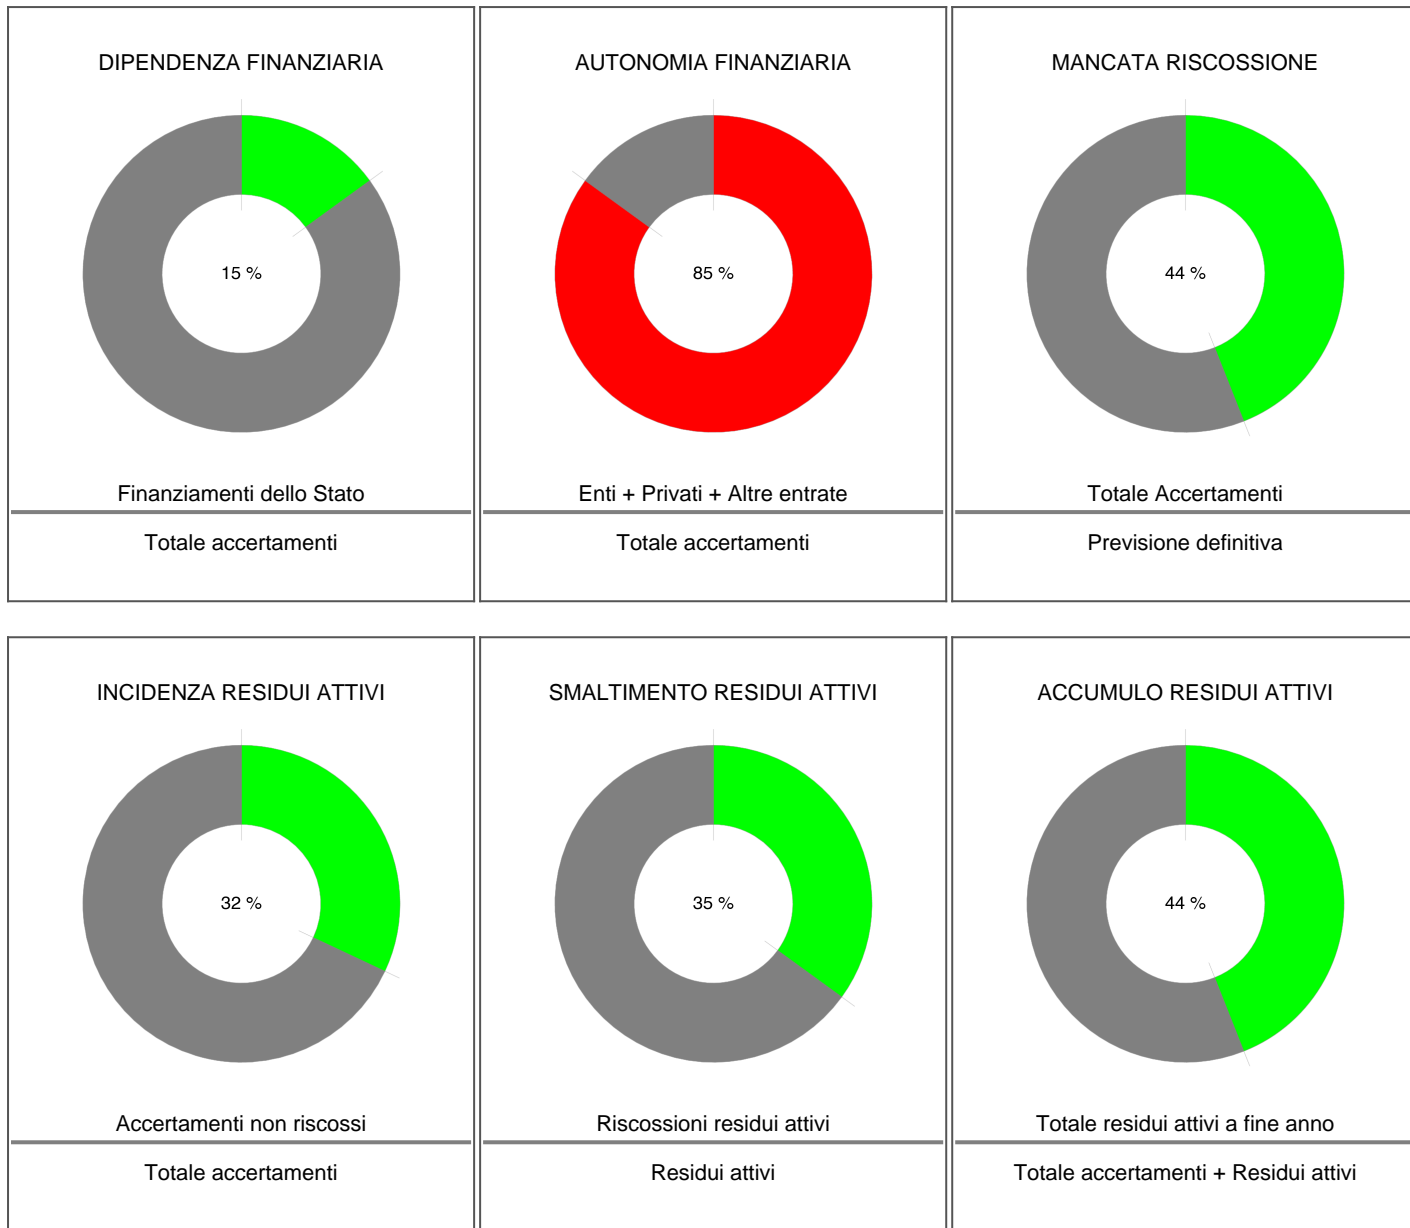 DIPENDENZA FINANZIARIA
15 %
Finanziamenti dello Stato
Totale accertamenti
AUTONOMIA FINANZIARIA
85 %
Enti + Privati + Altre entrate
Totale accertamenti
MANCATA RISCOSSIONE
44 %
Totale Accertamenti
Previsione definitiva
INCIDENZA RESIDUI ATTIVI
32 %
Accertamenti non riscossi
Totale accertamenti
SMALTIMENTO RESIDUI ATTIVI
35 %
Riscossioni residui attivi
Residui attivi
ACCUMULO RESIDUI ATTIVI
44 %
Totale residui attivi a fine anno
Totale accertamenti + Residui attivi